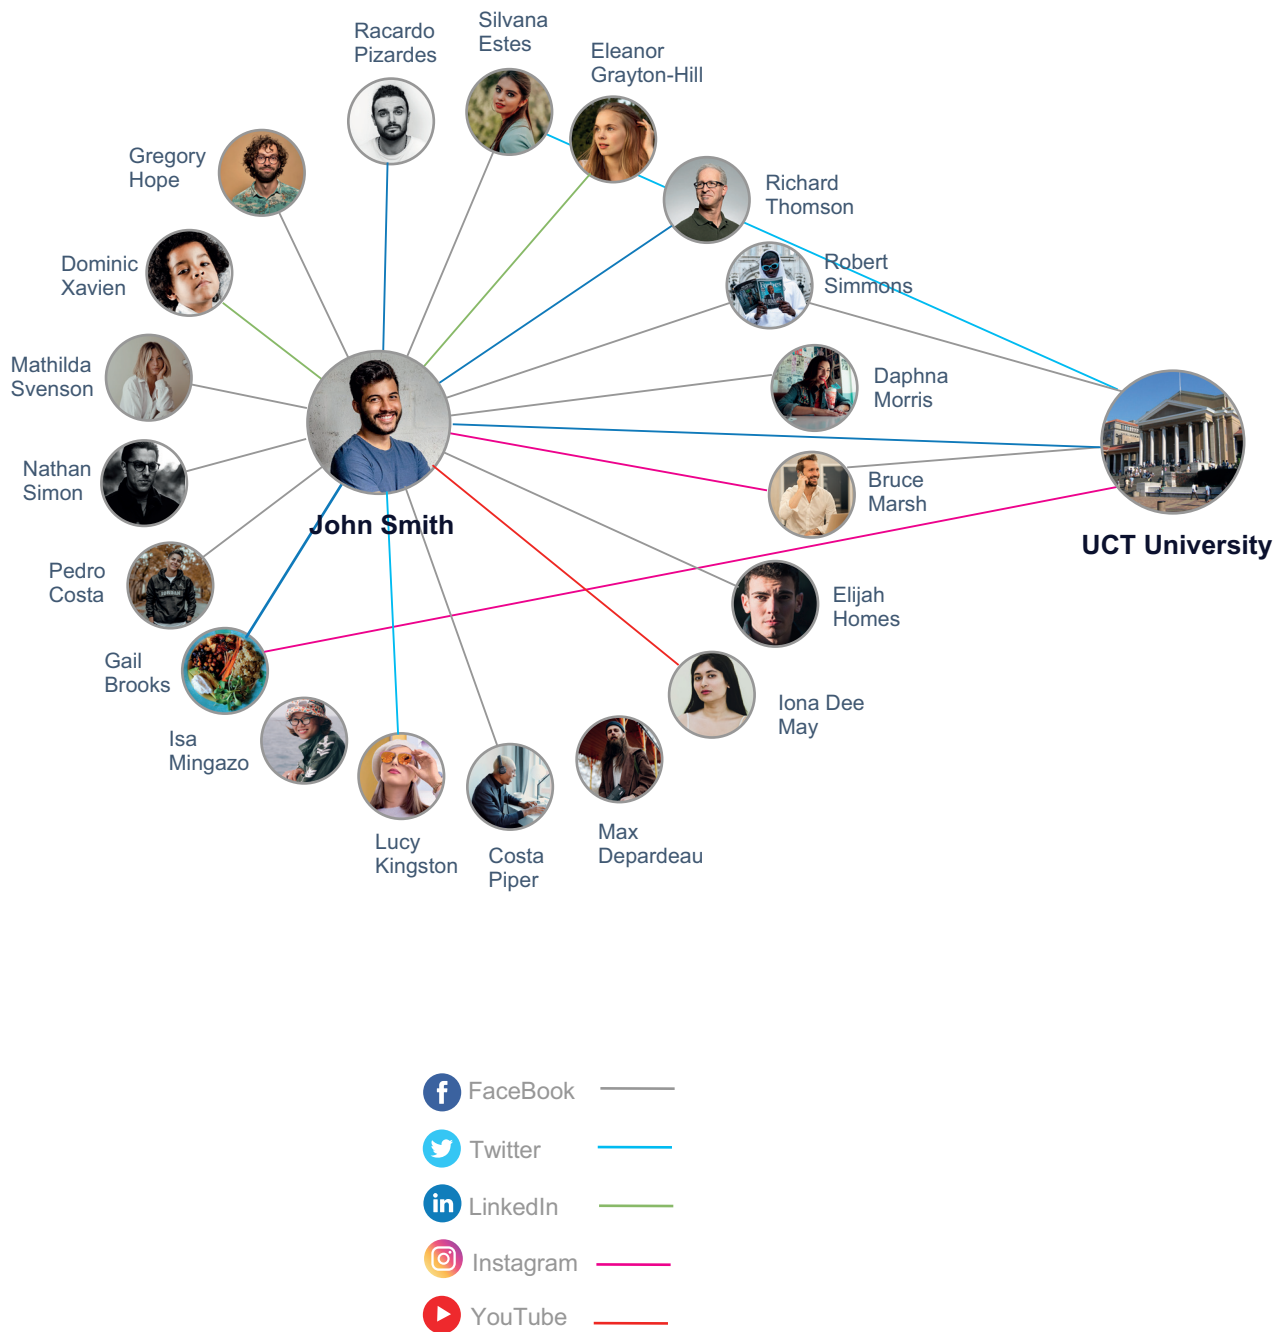 Racardo
Pizardes
Silvana
Estes
Eleanor
Grayton-Hill
Gregory
Hope
Richard
Thomson
Dominic
Xavien
Robert
Simmons
Mathilda
Svenson
Daphna
Morris
Nathan
Simon
Bruce
Marsh
John Smith
UCT University
Pedro
Costa
Elijah
Homes
Gail
Brooks
Iona Dee
May
Isa
Mingazo
Lucy
Kingston
Costa
Piper
Max
Depardeau
f FaceBook
Twitter
in LinkedIn
Instagram
YouTube